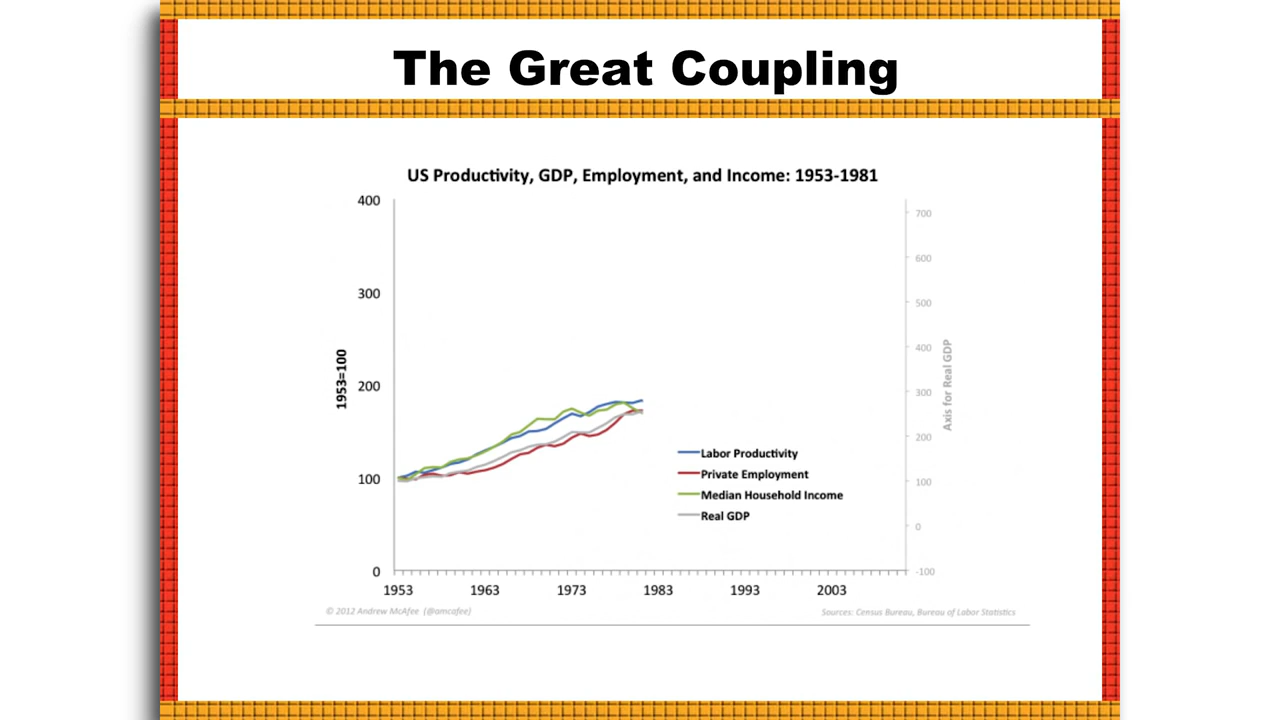 The Great Coupling
US Productivity, GDP, Employment, and Income: 1953-1981
400
300
200
100
0
1953=100
700
600
500
400
300
200
100
0
-100
Axis for Real GDP
Labor Productivity
Private Employment
Median Household Income
Real GDP
1953 1963 1973 1983 1993 2003
© 2012 Andrew McAfee (@amcafee)
Sources: Census Bureau, Bureau of Labor Statistics